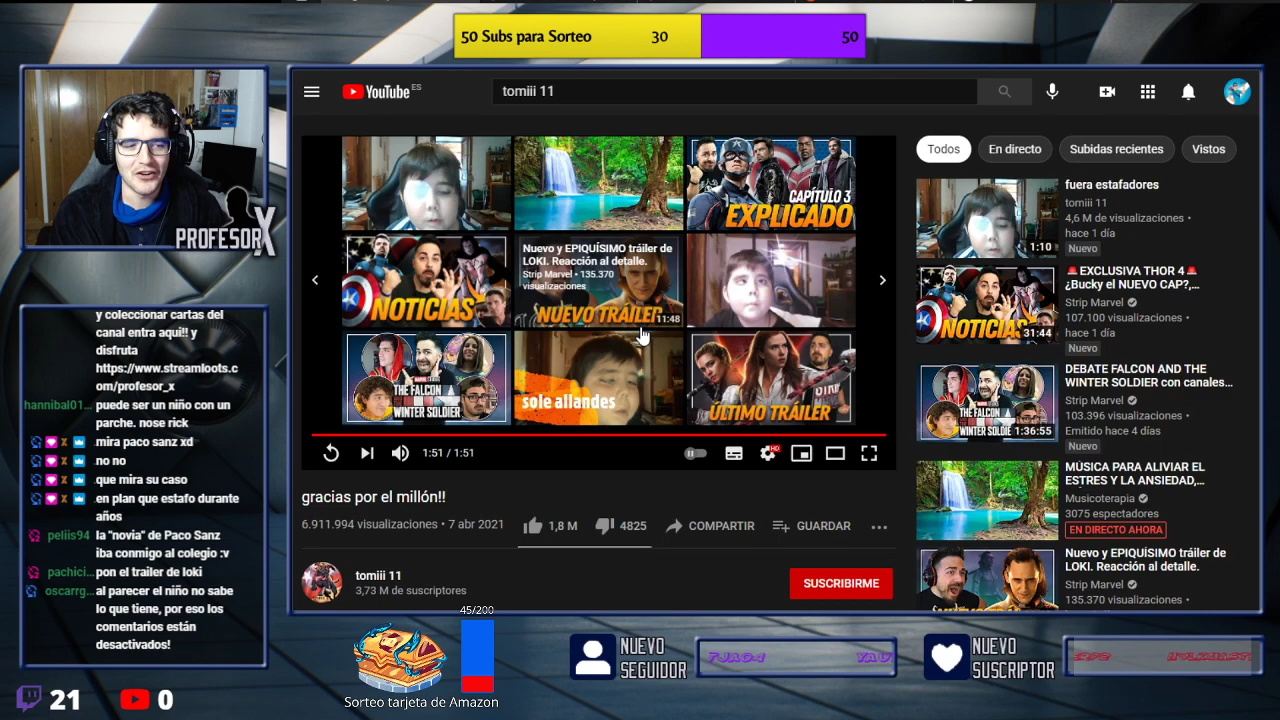 50 Subs para Sorteo 30 50
YouTube ES
tomiii 11
PROFESOR X
CAPÍTULO 3
EXPLICADO
NOTICIAS
Nuevo y EPIQUÍSIMO tráiler de
LOKI. Reacción al detalle.
Strip Marvel • 135.370
visualizaciones
NUEVO TRÁILER
11:48
THE FALCON
WINTER SOLDIER
sole allandes
ÚLTIMO TRÁILER
1:51 / 1:51
HD
gracias por el millón!!
6.911.994 visualizaciones • 7 abr 2021
1,8 M
4825
COMPARTIR
GUARDAR
tomiii 11
3,73 M de suscriptores
SUSCRIBIRME
Todos
En directo
Subidas recientes
Vistos
1:10
fuera estafadores
tomiii 11
4,6 M de visualizaciones •
hace 1 día
Nuevo
NOTICIAS
31:44
🚨EXCLUSIVA THOR 4🚨
¿Bucky el NUEVO CAP?,...
Strip Marvel
107.100 visualizaciones •
hace 1 día
Nuevo
THE FALCON
WINTER SOLDIE
1:36:55
DEBATE FALCON AND THE
WINTER SOLDIER con canales...
Strip Marvel
103.396 visualizaciones •
Emitido hace 4 días
Nuevo
MÚSICA PARA ALIVIAR EL
ESTRES Y LA ANSIEDAD,...
Musicoterapia
3075 espectadores
EN DIRECTO AHORA
Nuevo y EPIQUÍSIMO tráiler de
LOKI. Reacción al detalle.
Strip Marvel
135.370 visualizaciones •
y coleccionar cartas del
canal entra aqui!! y
disfruta
https://www.streamloots.c
om/profesor_x
hannibal01... puede ser un niño con un
parche. nose rick
mira paco sanz xd
no no
que mira su caso
en plan que estafo durante
años
peliis94 la "novia" de Paco Sanz
iba conmigo al colegio :v
pachici... pon el trailer de loki
oscarrg... al parecer el niño no sabe
lo que tiene, por eso los
comentarios están
desactivados!
21
0
45/200
Sorteo tarjeta de Amazon
NUEVO
SEGUIDOR
NUEVO
SUSCRIPTOR